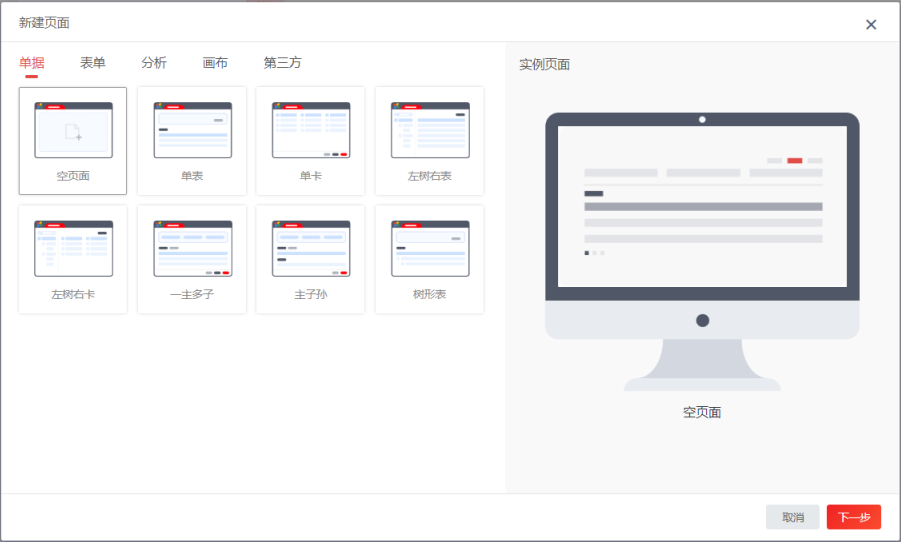 新建页面
单据 表单 分析 画布 第三方
实例页面
空页面 单表 单卡 左树右表
左树右卡 一主多子 主子孙 树形表
空页面
取消 下一步